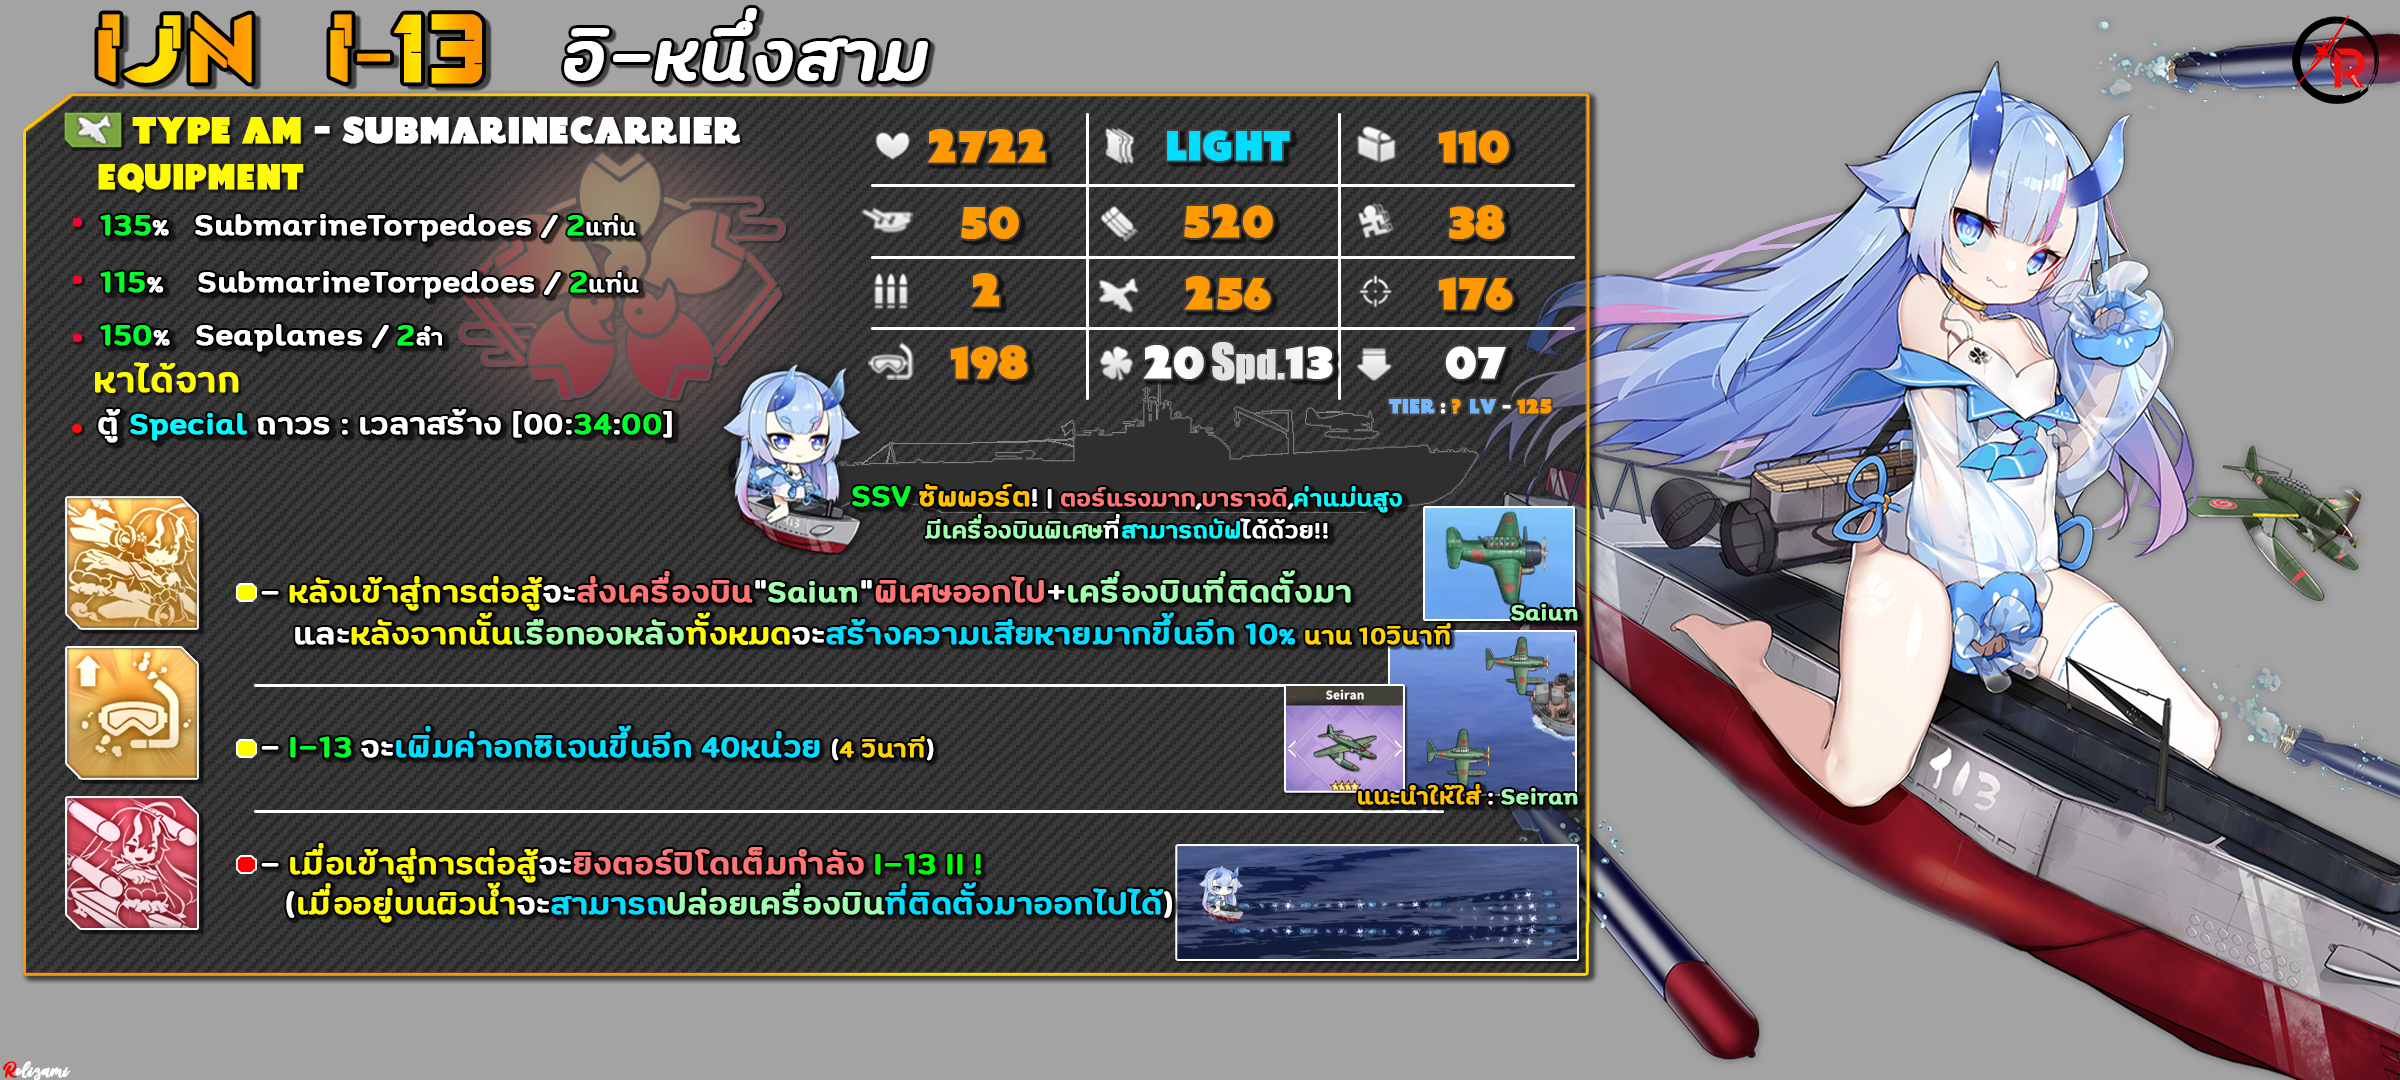 IJN I-13 อิ-หนึ่งสาม
TYPE AM - SUBMARINECARRIER
EQUIPMENT
135% SubmarineTorpedoes / 2แท่น
115% SubmarineTorpedoes / 2แท่น
150% Seaplanes / 2ลำ
หาได้จาก
ตู้ Special ถาวร : เวลาสร้าง [00:34:00]
2722 LIGHT 110
50 520 38
2 256 176
198 20 Spd.13 07
TIER : ? LV - 125
SSV ซัพพอร์ต! | ตอร์แรงมาก,บาราจดี,ค่าแม่นสูง
มีเครื่องบินพิเศษที่สามารถบัฟได้ด้วย!!
– หลังเข้าสู่การต่อสู้จะส่งเครื่องบิน"Saiun"พิเศษออกไป+เครื่องบินที่ติดตั้งมา
และหลังจากนั้นเรือกองหลังทั้งหมดจะสร้างความเสียหายมากขึ้นอีก 10% นาน 10วินาที
Saiun
– I-13 จะเพิ่มค่าอกซิเจนขึ้นอีก 40หน่วย (4 วินาที)
Seiran
แนะนำให้ใส่ : Seiran
– เมื่อเข้าสู่การต่อสู้จะยิงตอร์ปิโดเต็มกำลัง I-13 II !
(เมื่ออยู่บนผิวน้ำจะสามารถปล่อยเครื่องบินที่ติดตั้งมาออกไปได้)
113
R
Rolizami